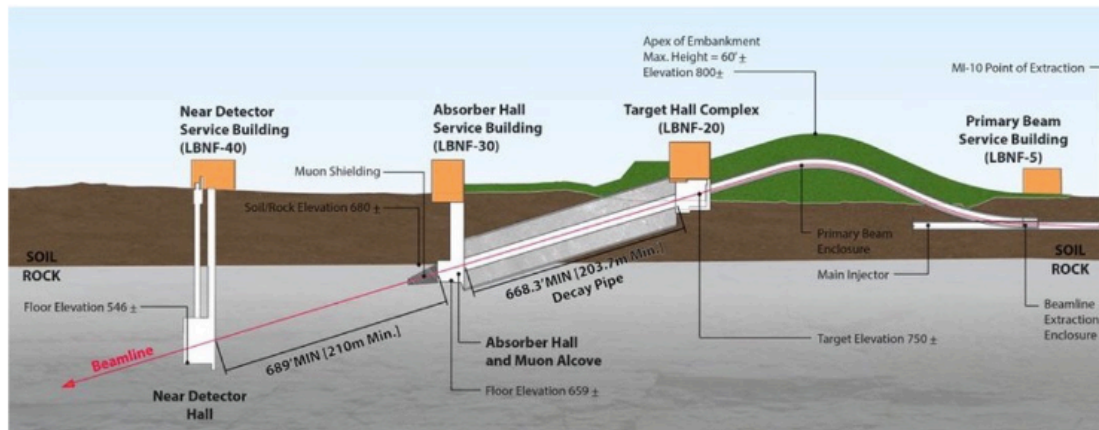 Apex of Embankment
Max. Height = 60' ±
Elevation 800±
MI-10 Point of Extraction
Near Detector
Service Building
(LBNF-40)
Absorber Hall
Service Building
(LBNF-30)
Target Hall Complex
(LBNF-20)
Primary Beam
Service Building
(LBNF-5)
Muon Shielding
Soil/Rock Elevation 680 ±
Primary Beam
Enclosure
SOIL
ROCK
SOIL
ROCK
668.3'MIN [203.7m Min.]
Decay Pipe
Main Injector
Floor Elevation 546 ±
Beamline
Extraction
Enclosure
689'MIN [210m Min.]
Absorber Hall
and Muon Alcove
Target Elevation 750 ±
Beamline
Floor Elevation 659 ±
Near Detector
Hall